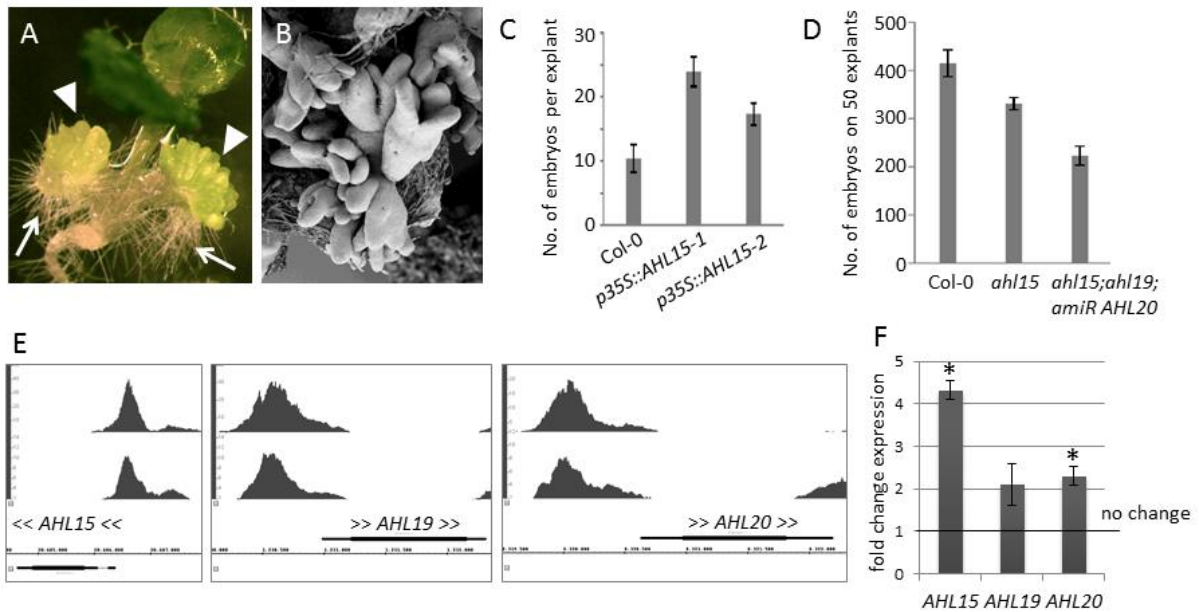 A
B
C
No. of embryos per explant
30
20
10
0
Col-0
p35S::AHL15-1
p35S::AHL15-2
D
No. of embryos on 50 explants
500
400
300
200
100
0
Col-0
ahl15
ahl15;ahl19;
amiR AHL20
E
<< AHL15 <<
>> AHL19 >>
>> AHL20 >>
F
fold change expression
5
4
3
2
1
0
*
*
no change
AHL15
AHL19
AHL20